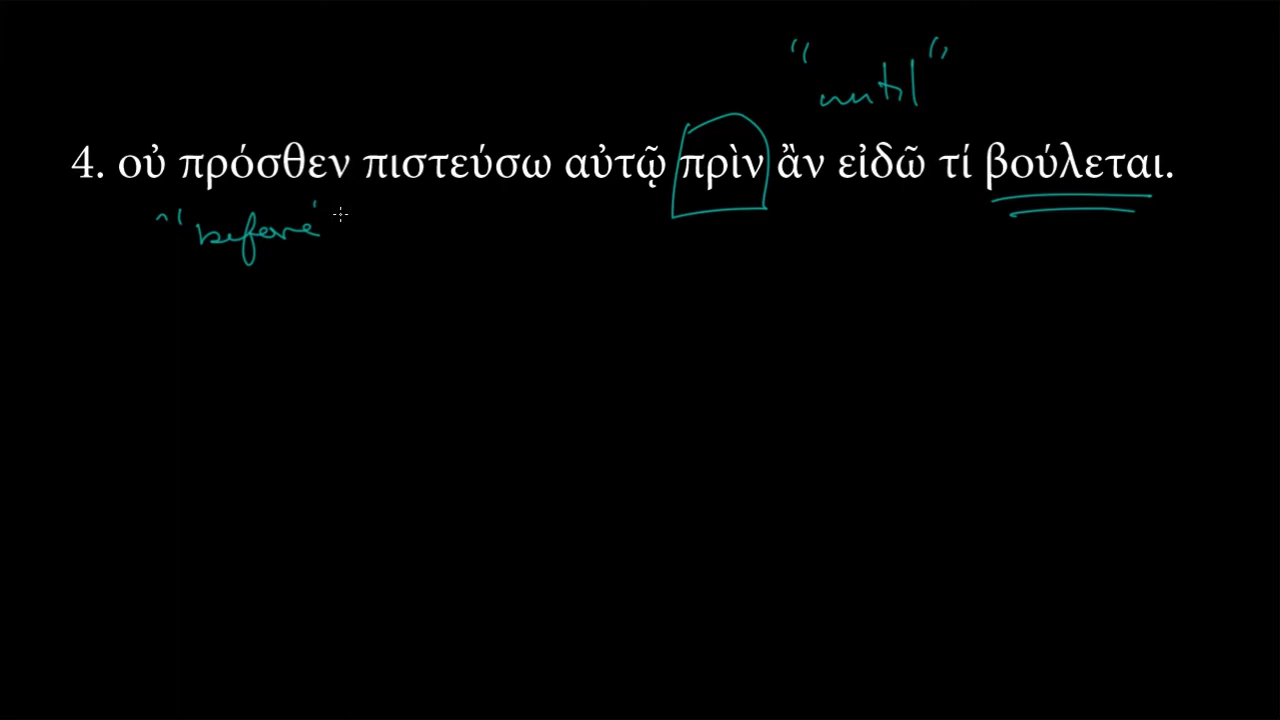 "until"
4. οὐ πρόσθεν πιστεύσω αὐτῷ πρὶν ἂν εἰδῶ τί βούλεται.
"before"